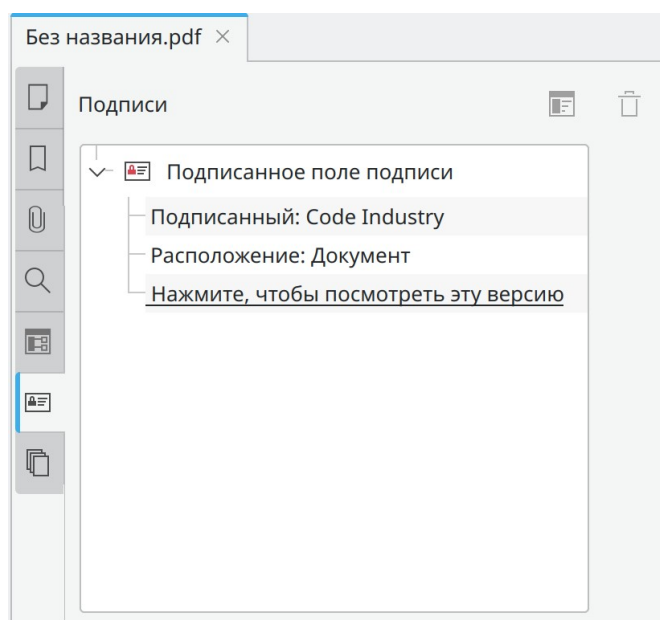 Без названия.pdf
Подписи
Подписанное поле подписи
Подписанный: Code Industry
Расположение: Документ
Нажмите, чтобы посмотреть эту версию